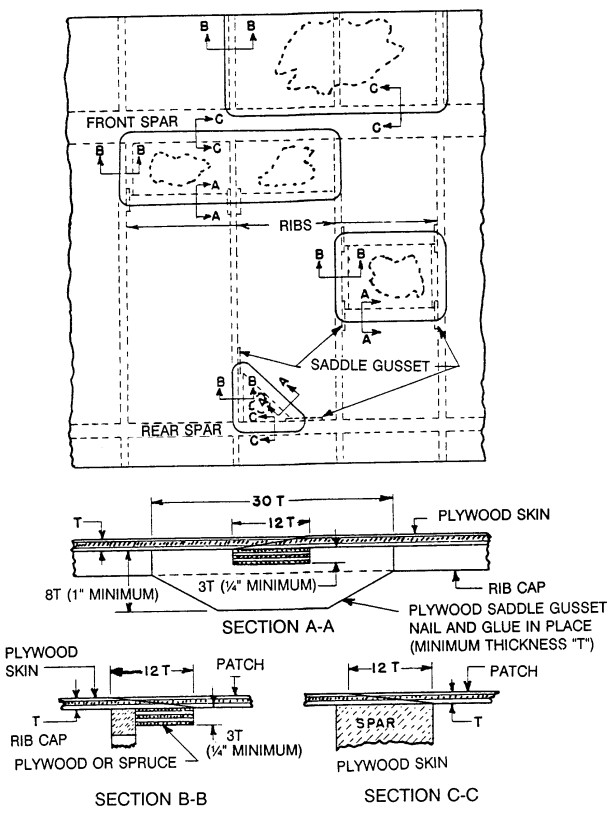 B B
C
FRONT SPAR
C
C
B B
C
A
A
RIBS
B B
A
A
SADDLE GUSSET
B B A
A
C
REAR SPAR
C
30 T
12 T
T
PLYWOOD SKIN
8T (1" MINIMUM)
3T (¼" MINIMUM)
RIB CAP
PLYWOOD SADDLE GUSSET
NAIL AND GLUE IN PLACE
(MINIMUM THICKNESS "T")
SECTION A-A
PLYWOOD
SKIN
12 T
PATCH
T
RIB CAP
3T
(¼" MINIMUM)
PLYWOOD OR SPRUCE
SECTION B-B
12 T
PATCH
SPAR
T
PLYWOOD SKIN
SECTION C-C